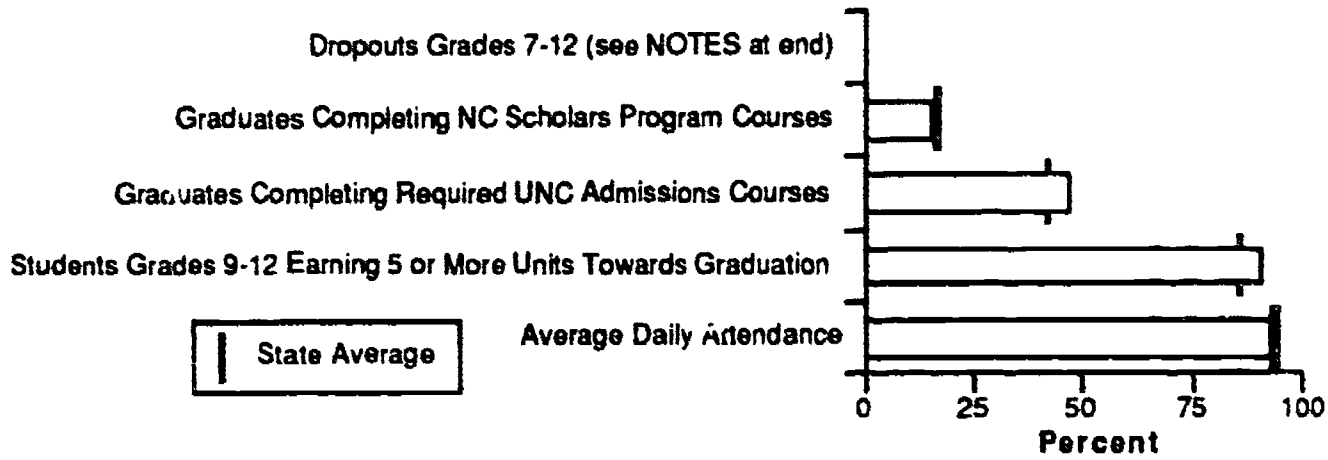 Dropouts Grades 7-12 (see NOTES at end)
Graduates Completing NC Scholars Program Courses
Graduates Completing Required UNC Admissions Courses
Students Grades 9-12 Earning 5 or More Units Towards Graduation
Average Daily Attendance
State Average
0 25 50 75 100
Percent